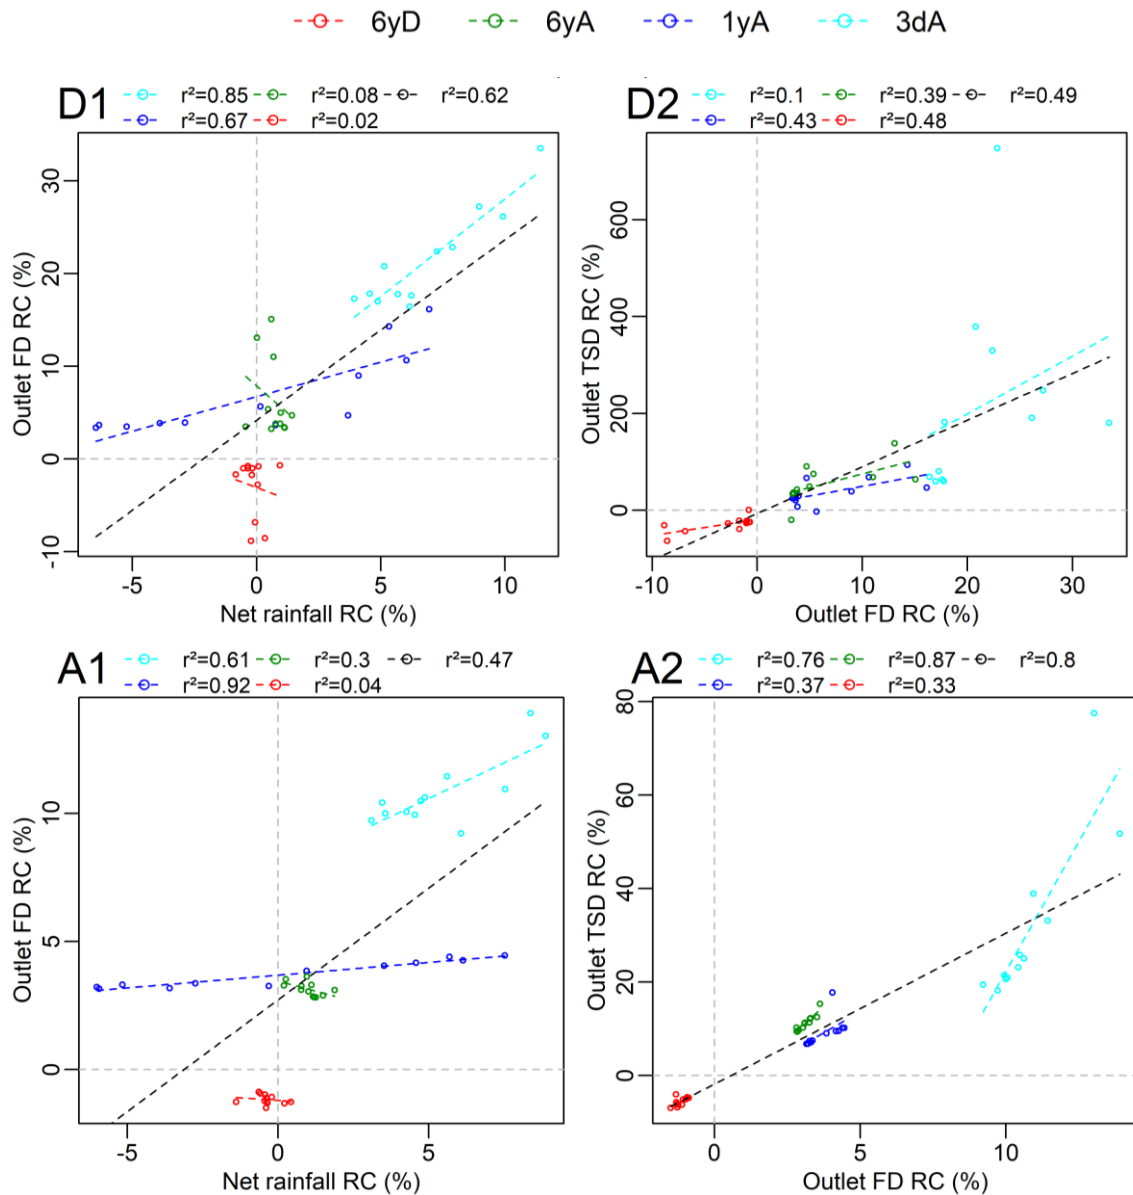 6yD 6yA 1yA 3dA
D1 r²=0.85 r²=0.08 r²=0.62
r²=0.67 r²=0.02
Outlet FD RC (%)
30
20
10
0
-10
-5 0 5 10
Net rainfall RC (%)
D2 r²=0.1 r²=0.39 r²=0.49
r²=0.43 r²=0.48
Outlet TSD RC (%)
600
400
200
0
-10 0 10 20 30
Outlet FD RC (%)
A1 r²=0.61 r²=0.3 r²=0.47
r²=0.92 r²=0.04
Outlet FD RC (%)
10
5
0
-5 0 5
Net rainfall RC (%)
A2 r²=0.76 r²=0.87 r²=0.8
r²=0.37 r²=0.33
Outlet TSD RC (%)
80
60
40
20
0
0 5 10
Outlet FD RC (%)